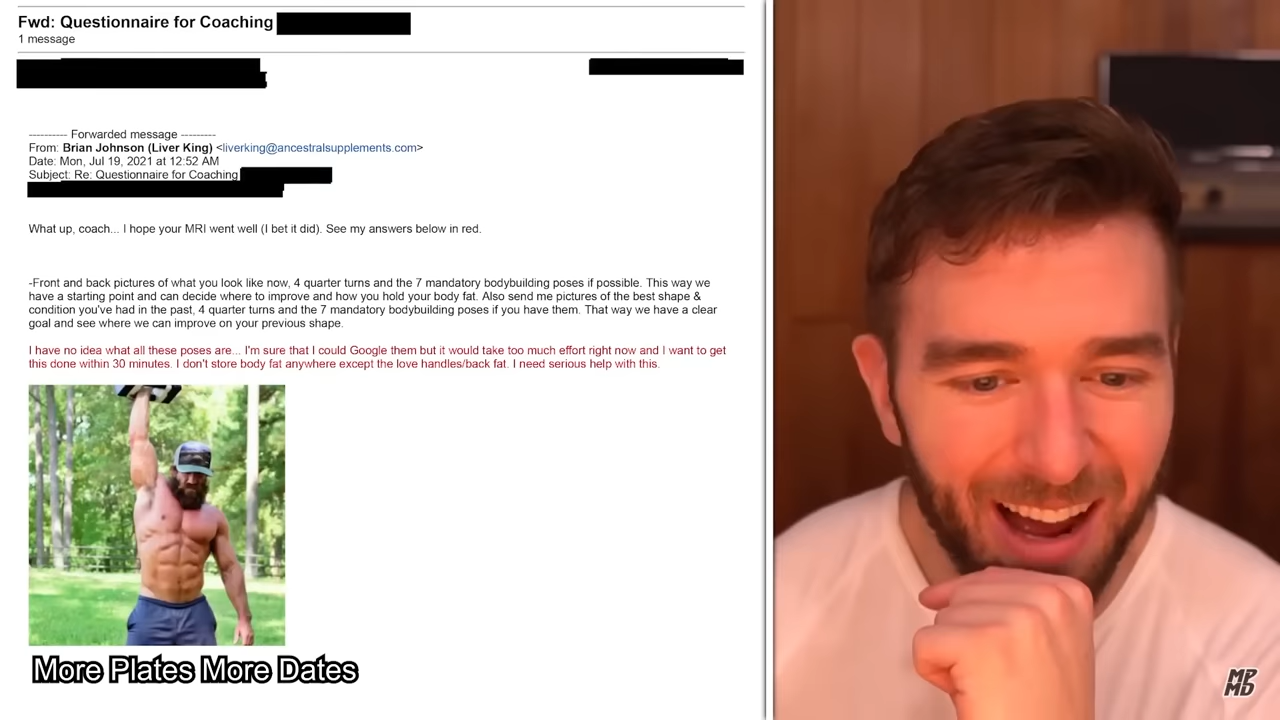 Fwd: Questionnaire for Coaching
1 message
---------- Forwarded message ---------
From: Brian Johnson (Liver King) <liverking@ancestralsupplements.com>
Date: Mon, Jul 19, 2021 at 12:52 AM
Subject: Re: Questionnaire for Coaching
What up, coach... I hope your MRI went well (I bet it did). See my answers below in red.
-Front and back pictures of what you look like now, 4 quarter turns and the 7 mandatory bodybuilding poses if possible. This way we
have a starting point and can decide where to improve and how you hold your body fat. Also send me pictures of the best shape &
condition you've had in the past, 4 quarter turns and the 7 mandatory bodybuilding poses if you have them. That way we have a clear
goal and see where we can improve on your previous shape.
I have no idea what all these poses are... I'm sure that I could Google them but it would take too much effort right now and I want to get
this done within 30 minutes. I don't store body fat anywhere except the love handles/back fat. I need serious help with this.
More Plates More Dates
MP
MD